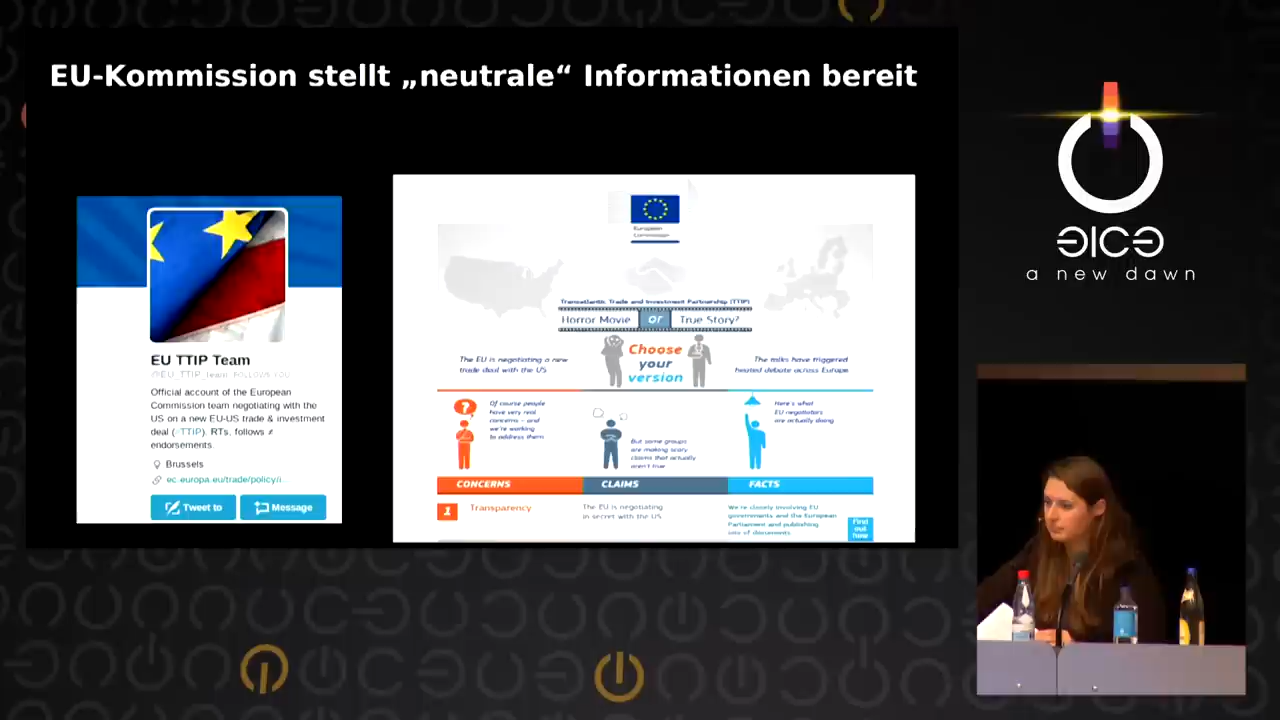 EU-Kommission stellt „neutrale“ Informationen bereit
EU TTIP Team
@EU_TTIP_team FOLLOWS YOU
Official account of the European
Commission team negotiating with the
US on a new EU-US trade & investment
deal (#TTIP). RTs, follows ≠
endorsements.
Brussels
ec.europa.eu/trade/policy/i
Tweet to
Message
European
Commission
Transatlantic Trade and Investment Partnership (TTIP)
Horror Movie or True Story?
The EU is negotiating a new
trade deal with the US
Choose
your
version
The talks have triggered
heated debate across Europe
Of course people
have very real
concerns – and
we're working
to address them
But some groups
are making scary
claims that actually
aren't true
Here's what
EU negotiators
are actually doing
CONCERNS
CLAIMS
FACTS
1
Transparency
The EU is negotiating
in secret with the US
We're closely involving EU
governments and the European
Parliament and publishing
lots of documents
Find
out
how
a new dawn